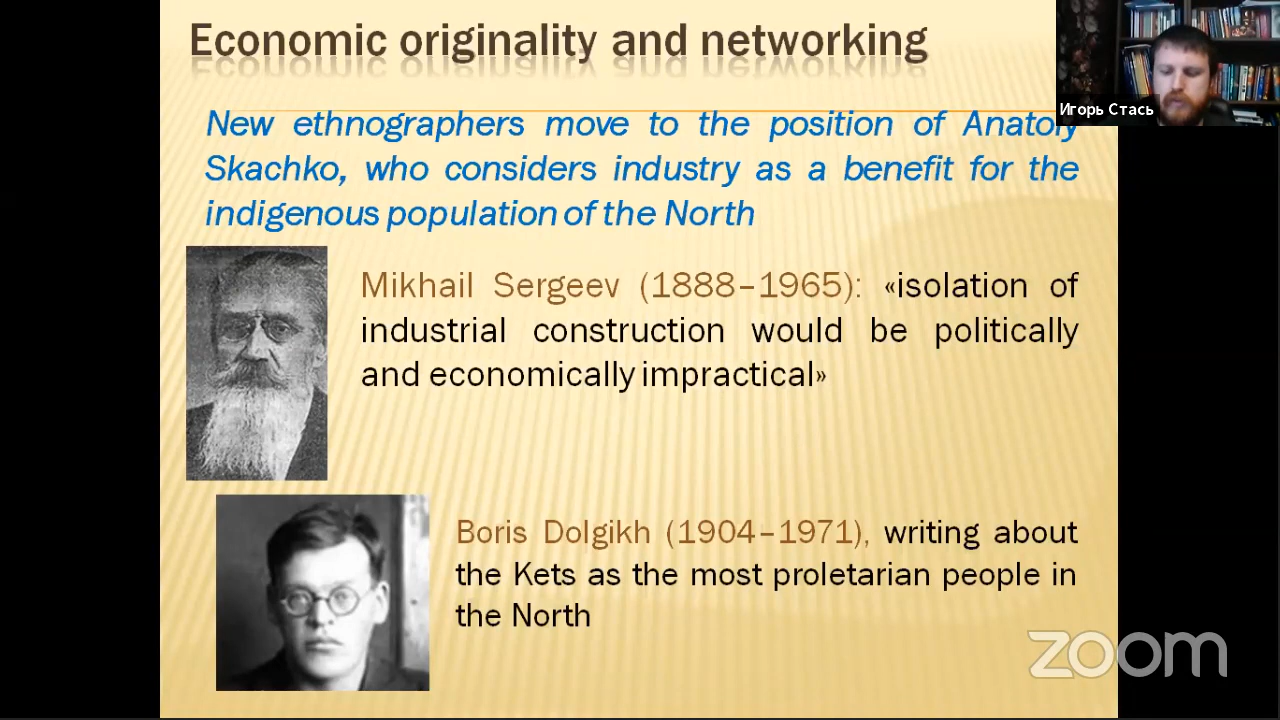 Economic originality and networking
Игорь Стась
New ethnographers move to the position of Anatoly
Skachko, who considers industry as a benefit for the
indigenous population of the North
Mikhail Sergeev (1888–1965): «isolation of
industrial construction would be politically
and economically impractical»
Boris Dolgikh (1904–1971), writing about
the Kets as the most proletarian people in
the North
zoom